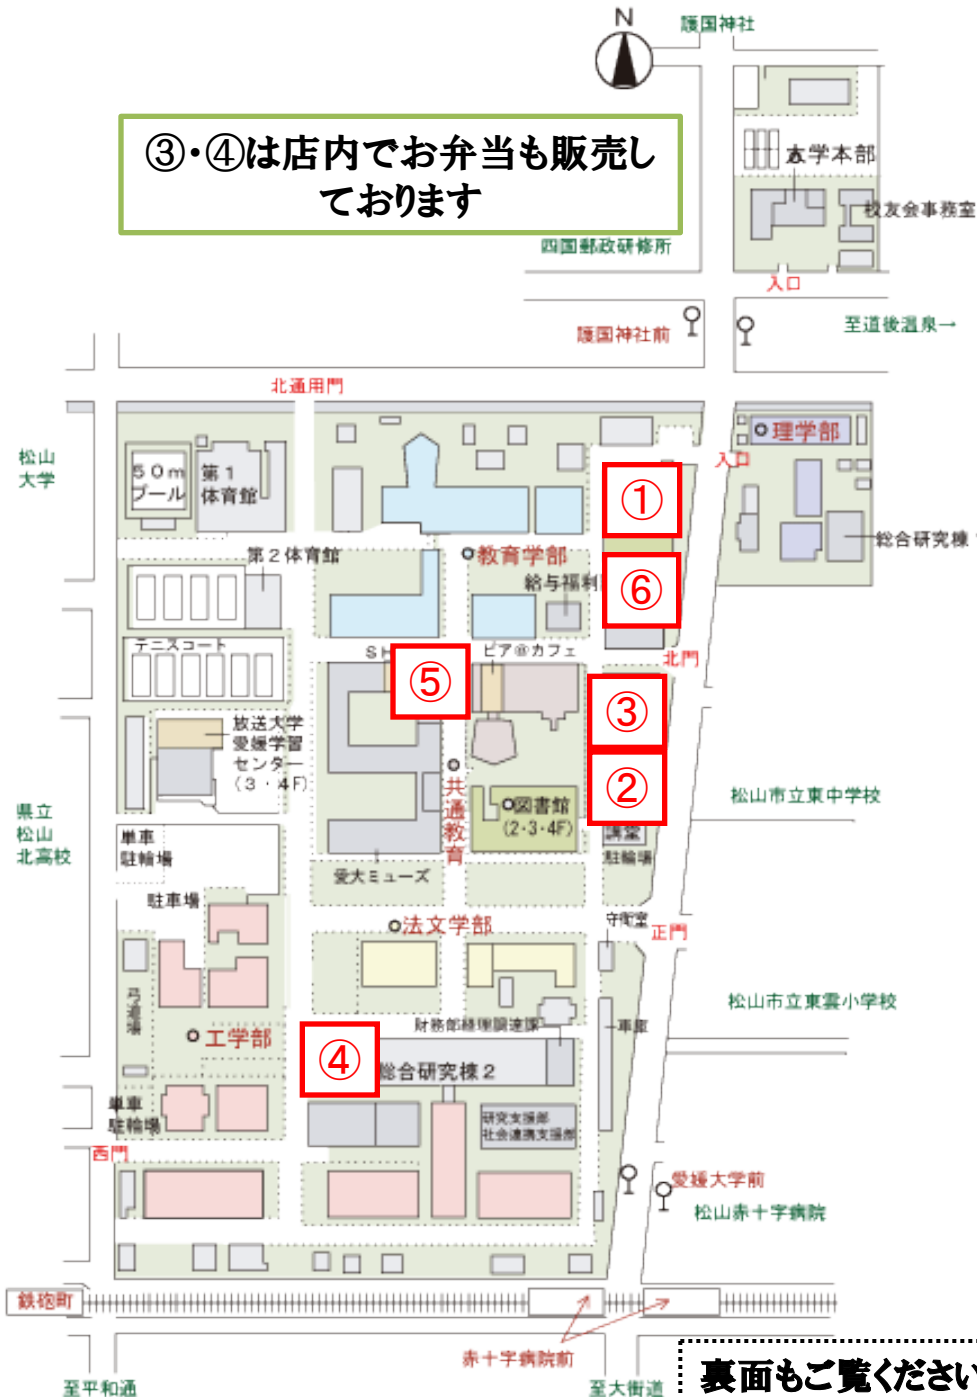 N
護国神社
③・④は店内でお弁当も販売し
ております
大学本部
校友会事務室
四国郵政研修所
入口
護国神社前
至道後温泉→
北通用門
松山
大学
50m
プール
第1
体育館
理学部
入口
①
総合研究棟
第2体育館
教育学部
給与福利
⑥
テニスコート
S
ピア@カフェ
北門
⑤
③
放送大学
愛媛学習
センター
(3・4F)
共通教育
②
図書館
(2・3・4F)
松山市立東中学校
県立
松山
北高校
講堂
駐輪場
単車
駐輪場
愛大ミューズ
駐車場
法文学部
守衛室
正門
弓道場
松山市立東雲小学校
財務部経理調達課
車庫
工学部
④
総合研究棟2
単車
駐輪場
研究支援部
社会連携支援部
西門
愛媛大学前
松山赤十字病院
鉄砲町
赤十字病院前
裏面もご覧ください
至平和通
至大街道